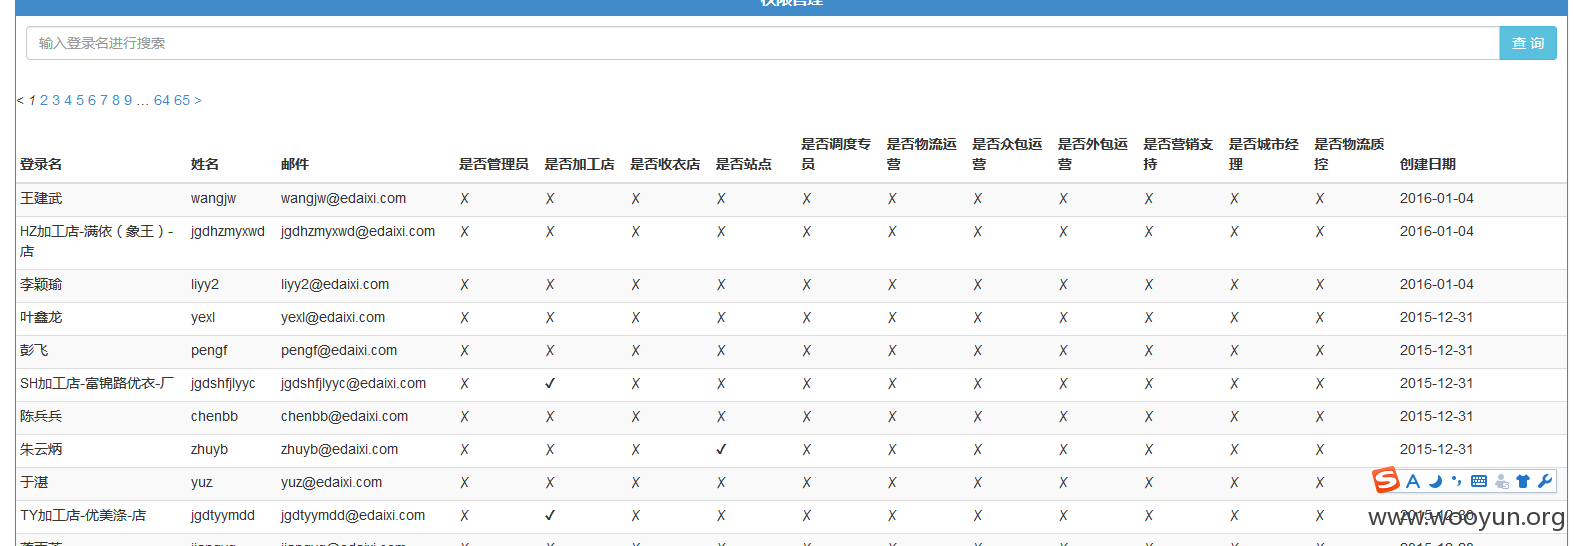 权限管理
输入登录名进行搜索
查 询
< 1 2 3 4 5 6 7 8 9 … 64 65 >
登录名 姓名 邮件 是否管理员 是否加工店 是否收衣店 是否站点 是否调度专员 是否物流运营 是否众包运营 是否外包运营 是否营销支持 是否城市经理 是否物流质控 创建日期
王建武 wangjw wangjw@edaixi.com ✗ ✗ ✗ ✗ ✗ ✗ ✗ ✗ ✗ ✗ ✗ 2016-01-04
HZ加工店-满依（象王）-店 jgdhzmyxwd jgdhzmyxwd@edaixi.com ✗ ✗ ✗ ✗ ✗ ✗ ✗ ✗ ✗ ✗ ✗ 2016-01-04
李颖瑜 liyy2 liyy2@edaixi.com ✗ ✗ ✗ ✗ ✗ ✗ ✗ ✗ ✗ ✗ ✗ 2016-01-04
叶鑫龙 yexl yexl@edaixi.com ✗ ✗ ✗ ✗ ✗ ✗ ✗ ✗ ✗ ✗ ✗ 2015-12-31
彭飞 pengf pengf@edaixi.com ✗ ✗ ✗ ✗ ✗ ✗ ✗ ✗ ✗ ✗ ✗ 2015-12-31
SH加工店-富锦路优衣-厂 jgdshfjlyyc jgdshfjlyyc@edaixi.com ✗ ✓ ✗ ✗ ✗ ✗ ✗ ✗ ✗ ✗ ✗ 2015-12-31
陈兵兵 chenbb chenbb@edaixi.com ✗ ✗ ✗ ✗ ✗ ✗ ✗ ✗ ✗ ✗ ✗ 2015-12-31
朱云炳 zhuyb zhuyb@edaixi.com ✗ ✗ ✗ ✓ ✗ ✗ ✗ ✗ ✗ ✗ ✗ 2015-12-31
于湛 yuz yuz@edaixi.com ✗ ✗ ✗ ✗ ✗ ✗ ✗ ✗ ✗ ✗ ✗
TY加工店-优美涤-店 jgdtyymdd jgdtyymdd@edaixi.com ✗ ✓ ✗ ✗ ✗ ✗ ✗ ✗ ✗ ✗ ✗
www.wooyun.org